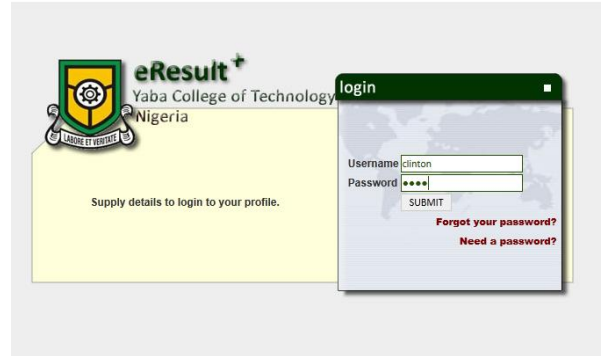 eResult+
Yaba College of Technology
Nigeria
LABORE ET VERITATE
Supply details to login to your profile.
login
Username clinton
Password ••••
SUBMIT
Forgot your password?
Need a password?